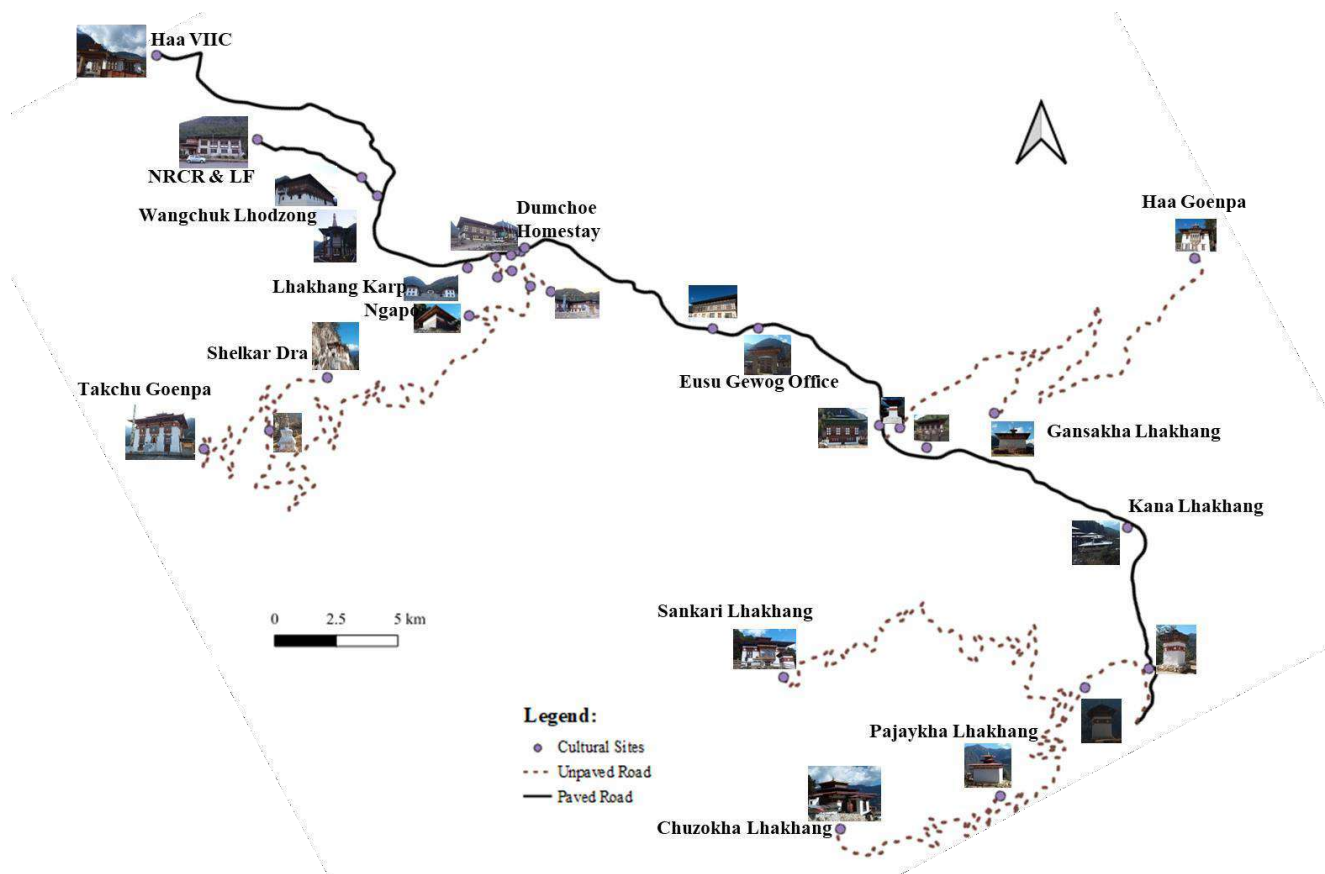 Haa VIIC
NRCR & LF
Wangchuk Lhodzong
Dumchoe
Homestay
Haa Goenpa
Lhakhang Karp
Ngapo
Shelkar Dra
Takchu Goenpa
Eusu Gewog Office
Gansakha Lhakhang
Kana Lhakhang
0 2.5 5 km
Sankari Lhakhang
Legend:
Cultural Sites
Unpaved Road
Paved Road
Pajaykha Lhakhang
Chuzokha Lhakhang